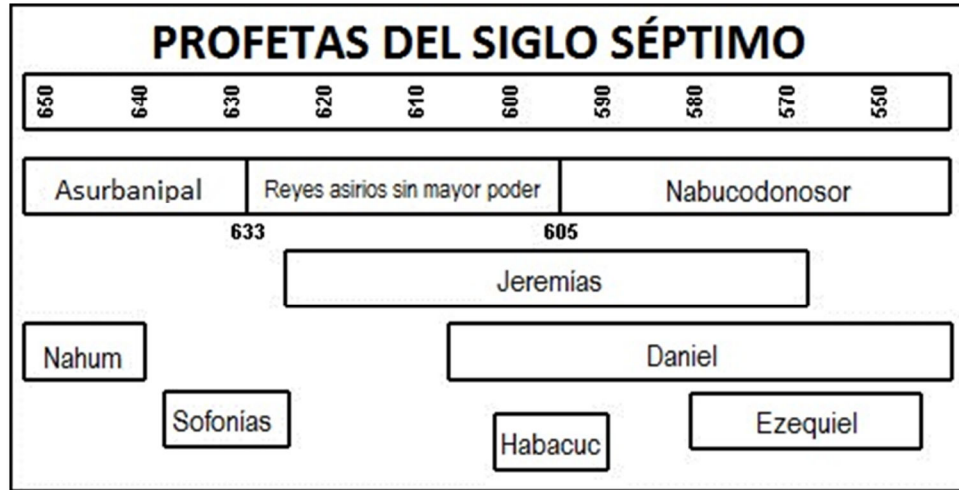 PROFETAS DEL SIGLO SÉPTIMO
650 640 630 620 610 600 590 580 570 550
Asurbanipal Reyes asirios sin mayor poder Nabucodonosor
633 605
Jeremías
Nahum Daniel
Sofonías Habacuc Ezequiel